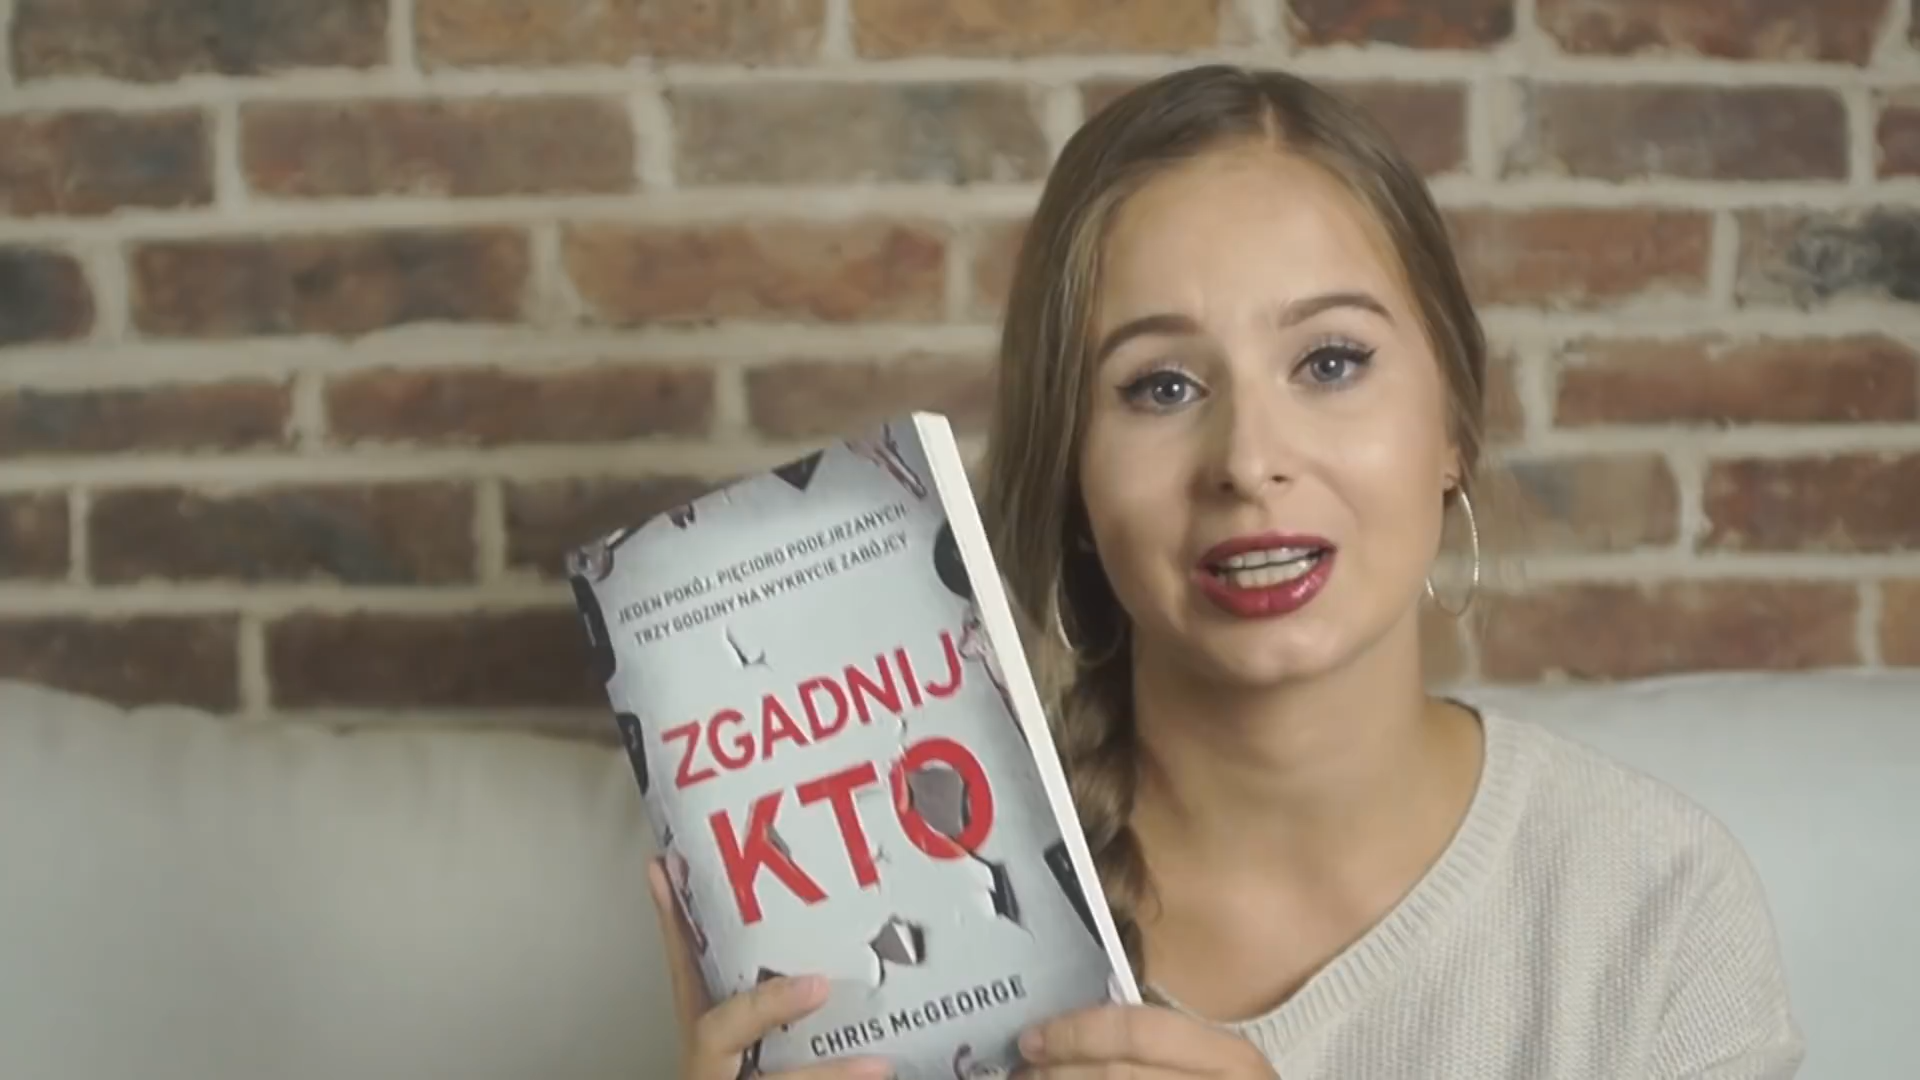 JEDEN POKÓJ. PIĘCIORO PODEJRZANYCH.
TRZY GODZINY NA WYKRYCIE ZABÓJCY
ZGADNIJ
KTO
CHRIS McGEORGE